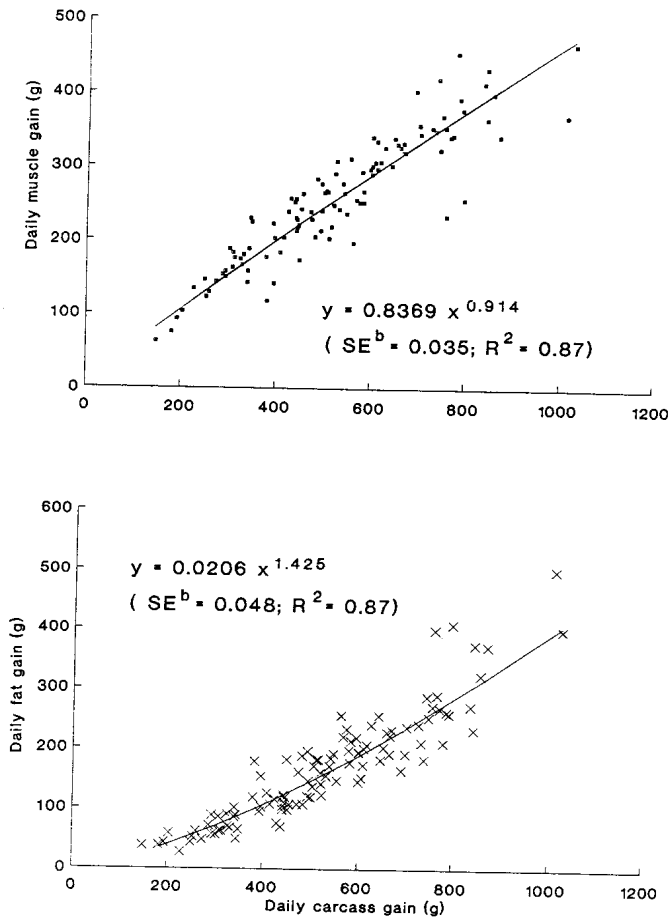 500
400
300
200
100
0
Daily muscle gain (g)
y = 0.8369 x^0.914
( SE^b = 0.035; R^2 = 0.87)
0 200 400 600 800 1000 1200
600
500
400
300
200
100
0
Daily fat gain (g)
y = 0.0206 x^1.425
( SE^b = 0.048; R^2 = 0.87)
0 200 400 600 800 1000 1200
Daily carcass gain (g)